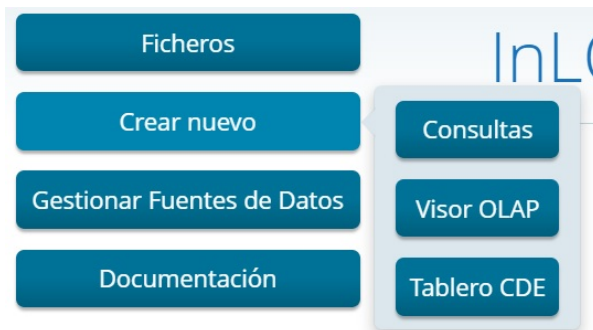 Ficheros
Crear nuevo
Gestionar Fuentes de Datos
Documentación
Consultas
Visor OLAP
Tablero CDE